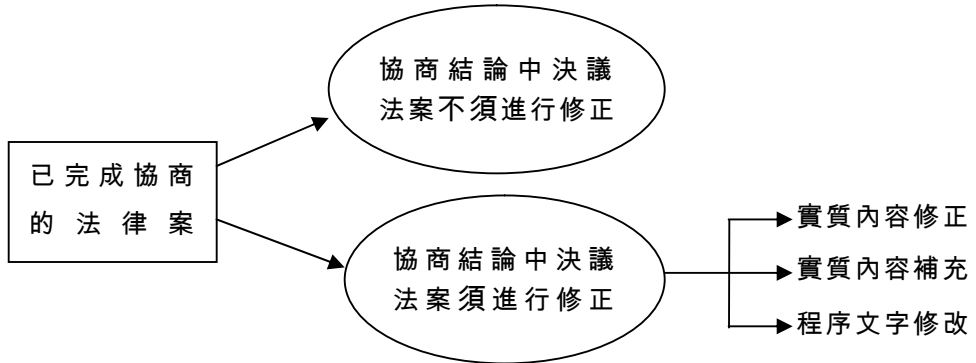 已完成協商
的法律案
協商結論中決議
法案不須進行修正
協商結論中決議
法案須進行修正
實質內容修正
實質內容補充
程序文字修改